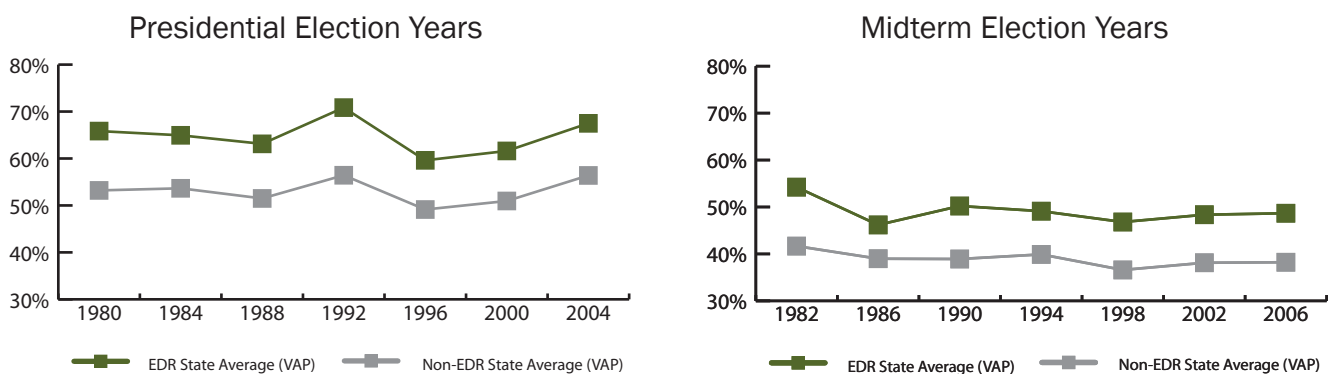 Presidential Election Years
80%
70%
60%
50%
40%
30%
1980 1984 1988 1992 1996 2000 2004
EDR State Average (VAP) Non-EDR State Average (VAP)
Midterm Election Years
80%
70%
60%
50%
40%
30%
1982 1986 1990 1994 1998 2002 2006
EDR State Average (VAP) Non-EDR State Average (VAP)